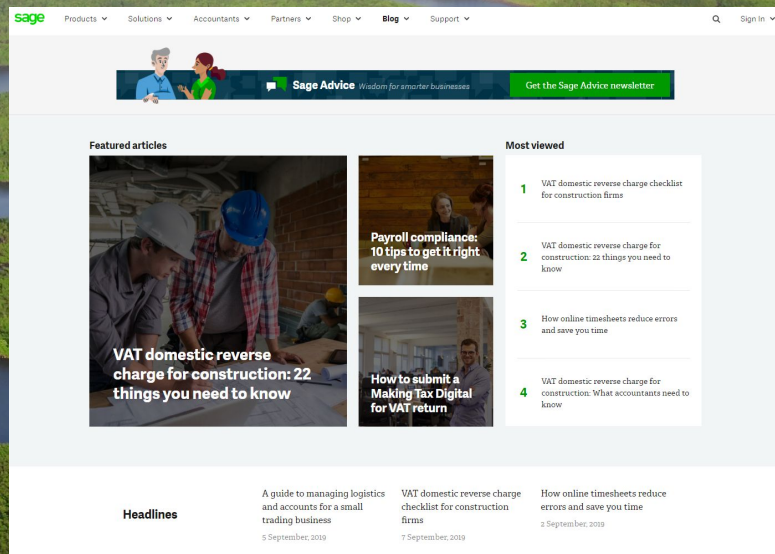 sage Products Solutions Accountants Partners Shop Blog Support Sign In
Sage Advice Wisdom for smarter businesses Get the Sage Advice newsletter
Featured articles
VAT domestic reverse
charge for construction: 22
things you need to know
Payroll compliance:
10 tips to get it right
every time
How to submit a
Making Tax Digital
for VAT return
Most viewed
1 VAT domestic reverse charge checklist
for construction firms
2 VAT domestic reverse charge for
construction: 22 things you need to
know
3 How online timesheets reduce errors
and save you time
4 VAT domestic reverse charge for
construction: What accountants need to
know
Headlines
A guide to managing logistics
and accounts for a small
trading business
5 September, 2019
VAT domestic reverse charge
checklist for construction
firms
7 September, 2019
How online timesheets reduce
errors and save you time
2 September, 2019